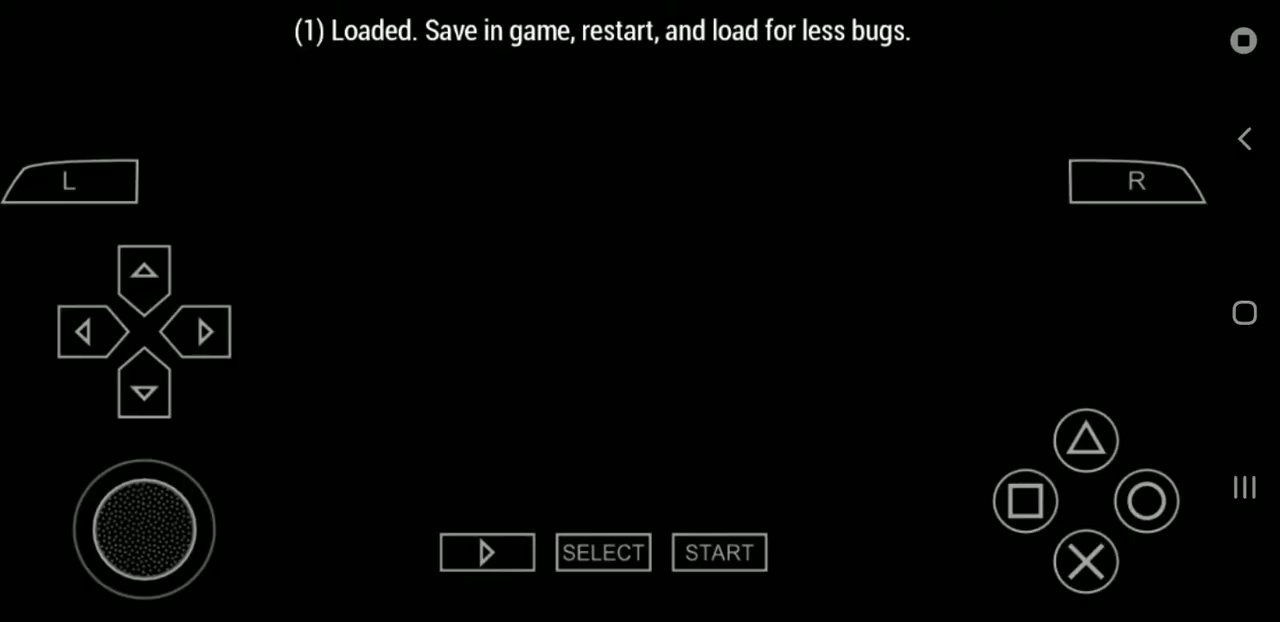 (1) Loaded. Save in game, restart, and load for less bugs.
L
R
SELECT
START